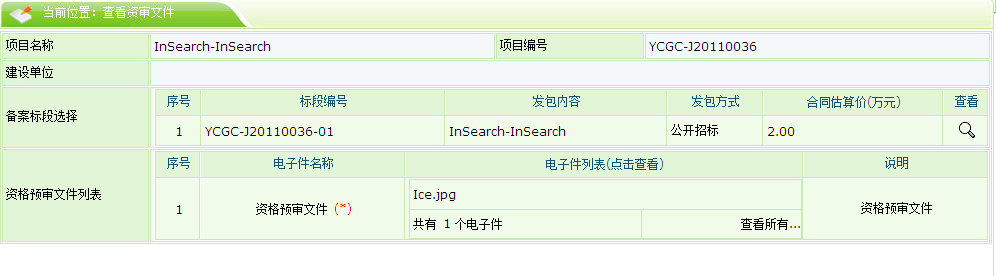 当前位置：查看资审文件
项目名称 InSearch-InSearch 项目编号 YCGC-J20110036
建设单位
备案标段选择
序号 标段编号 发包内容 发包方式 合同估算价(万元) 查看
1 YCGC-J20110036-01 InSearch-InSearch 公开招标 2.00
资格预审文件列表
序号 电子件名称 电子件列表(点击查看) 说明
1 资格预审文件 (*) Ice.jpg 资格预审文件
共有 1 个电子件 查看所有...